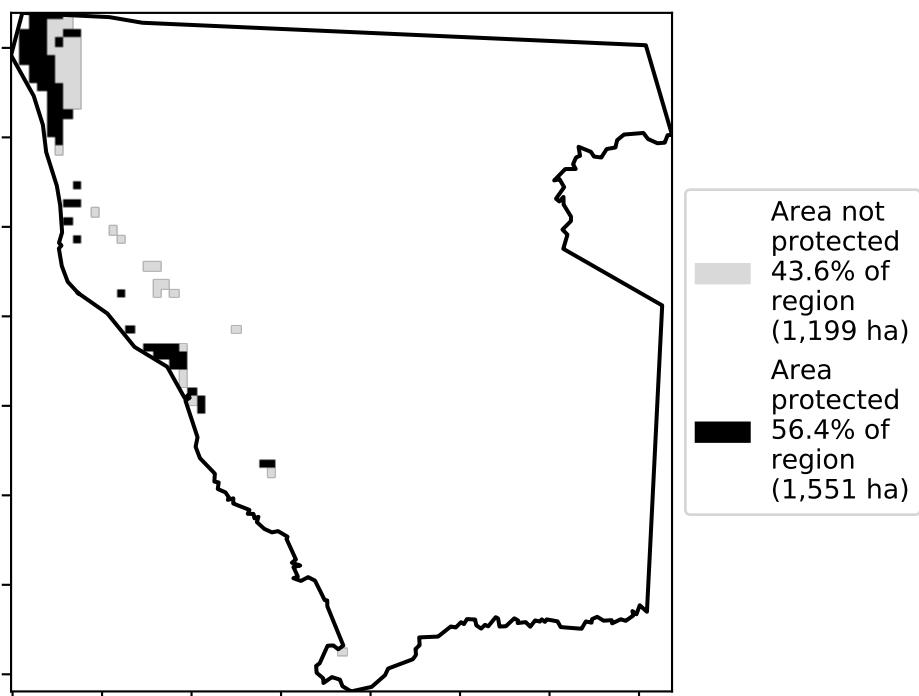 Area not
protected
43.6% of
region
(1,199 ha)
Area
protected
56.4% of
region
(1,551 ha)